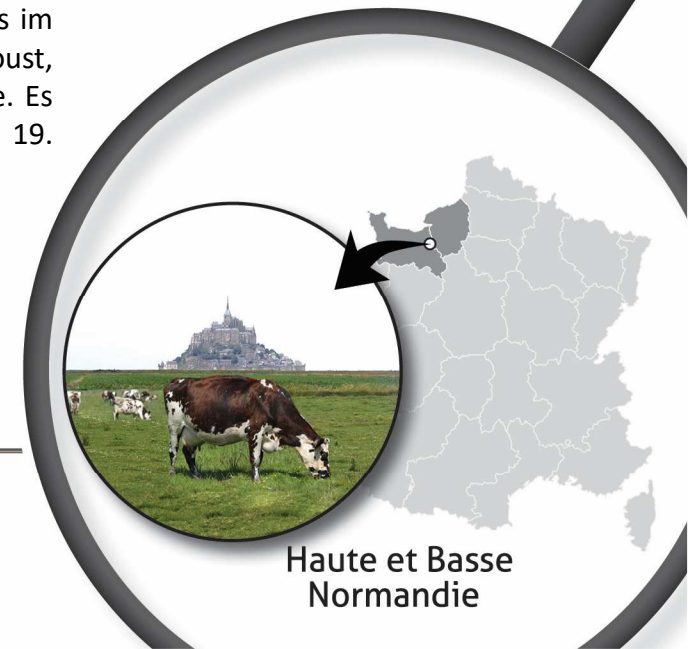 s im
oust,
e. Es
19.
Haute et Basse
Normandie